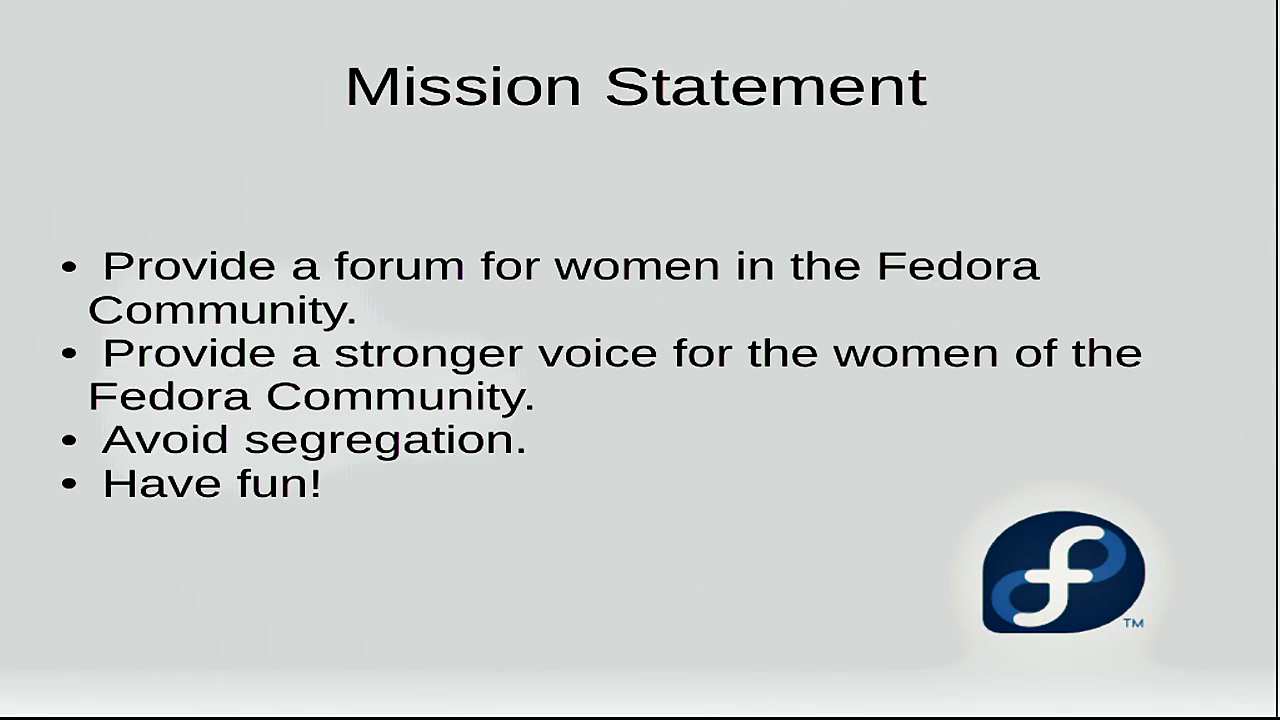 Mission Statement
• Provide a forum for women in the Fedora
Community.
• Provide a stronger voice for the women of the
Fedora Community.
• Avoid segregation.
• Have fun!
f
TM